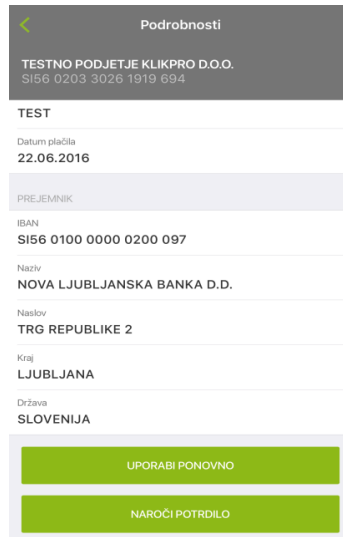 Podrobnosti
TESTNO PODJETJE KLIKPRO D.O.O.
SI56 0203 3026 1919 694
TEST
Datum plačila
22.06.2016
PREJEMNIK
IBAN
SI56 0100 0000 0200 097
Naziv
NOVA LJUBLJANSKA BANKA D.D.
Naslov
TRG REPUBLIKE 2
Kraj
LJUBLJANA
Država
SLOVENIJA
UPORABI PONOVNO
NAROČI POTRDILO